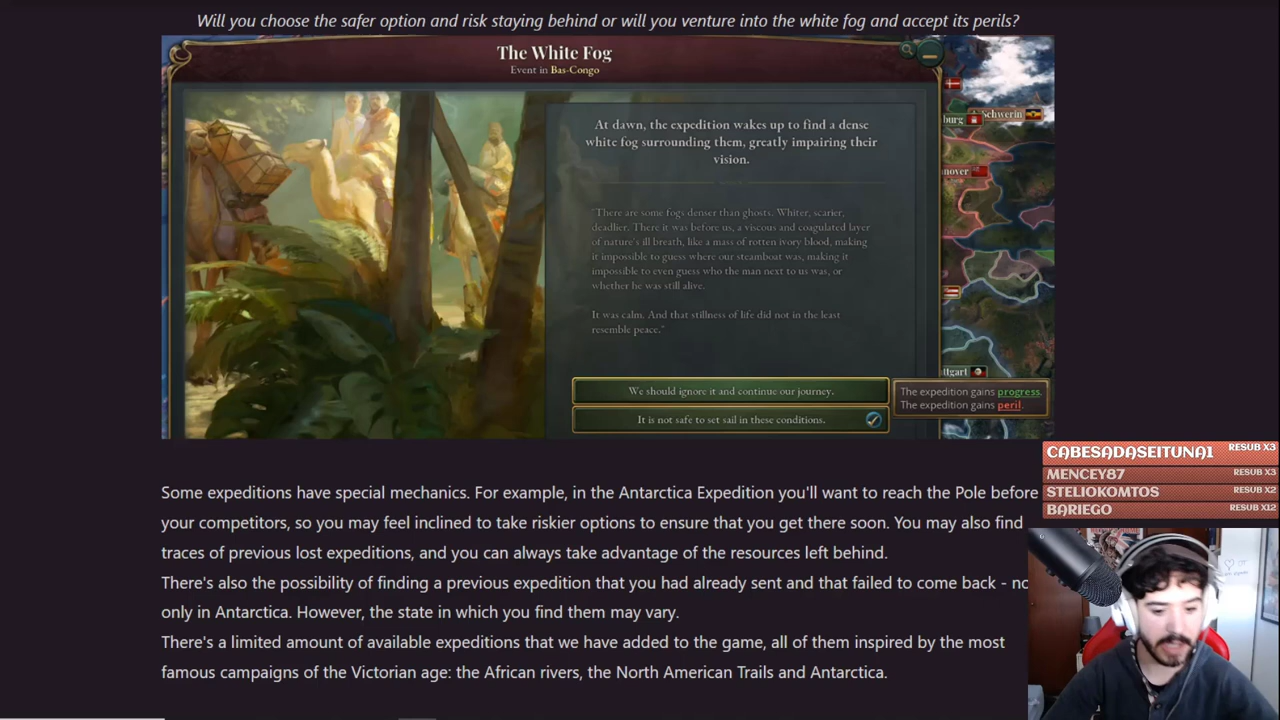 Will you choose the safer option and risk staying behind or will you venture into the white fog and accept its perils?
The White Fog
Event in Bas-Congo
At dawn, the expedition wakes up to find a dense
white fog surrounding them, greatly impairing their
vision.
"There are some fogs denser than ghosts. Whiter, scarier,
deadlier. There it was before us, a viscous and coagulated layer
of nature's ill breath, like a mass of rotten ivory blood, making
it impossible to guess where our steamboat was, making it
impossible to even guess who the man next to us was, or
whether he was still alive.
It was calm. And that stillness of life did not in the least
resemble peace."
We should ignore it and continue our journey.
It is not safe to set sail in these conditions.
The expedition gains progress.
The expedition gains peril.
burg
Schwerin
nover
ttgart
CABESADASEITUNA1 RESUB X3
MENCEY87 RESUB X3
STELIOKOMTOS RESUB X2
BARIEGO RESUB X12
Some expeditions have special mechanics. For example, in the Antarctica Expedition you'll want to reach the Pole before
your competitors, so you may feel inclined to take riskier options to ensure that you get there soon. You may also find
traces of previous lost expeditions, and you can always take advantage of the resources left behind.
There's also the possibility of finding a previous expedition that you had already sent and that failed to come back - no
only in Antarctica. However, the state in which you find them may vary.
There's a limited amount of available expeditions that we have added to the game, all of them inspired by the most
famous campaigns of the Victorian age: the African rivers, the North American Trails and Antarctica.